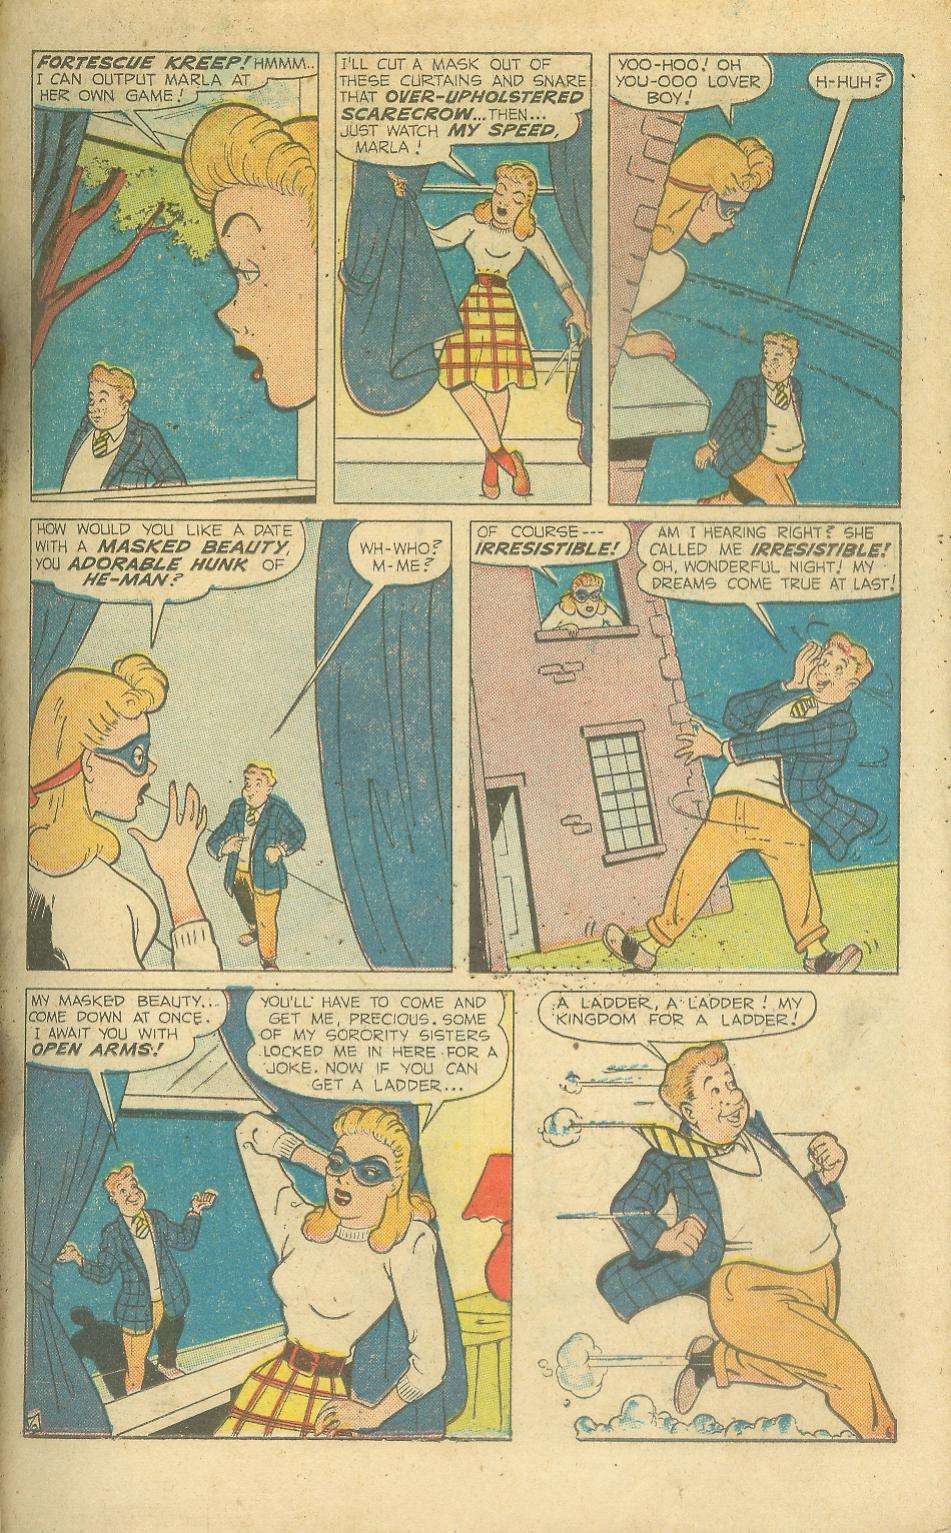 FORTESCUE KREEP! HMMM..
I CAN OUTPUT MARLA AT
HER OWN GAME!
I'LL CUT A MASK OUT OF
THESE CURTAINS AND SNARE
THAT OVER-UPHOLSTERED
SCARECROW...THEN...
JUST WATCH MY SPEED,
MARLA!
YOO-HOO! OH
YOU-OOO LOVER
BOY!
H-HUH?
HOW WOULD YOU LIKE A DATE
WITH A MASKED BEAUTY,
YOU ADORABLE HUNK OF
HE-MAN?
WH-WHO?
M-ME?
OF COURSE---
IRRESISTIBLE!
AM I HEARING RIGHT? SHE
CALLED ME IRRESISTIBLE!
OH, WONDERFUL NIGHT! MY
DREAMS COME TRUE AT LAST!
MY MASKED BEAUTY...
COME DOWN AT ONCE.
I AWAIT YOU WITH
OPEN ARMS!
YOU'LL HAVE TO COME AND
GET ME, PRECIOUS. SOME
OF MY SORORITY SISTERS
LOCKED ME IN HERE FOR A
JOKE. NOW IF YOU CAN
GET A LADDER...
A LADDER, A LADDER! MY
KINGDOM FOR A LADDER!